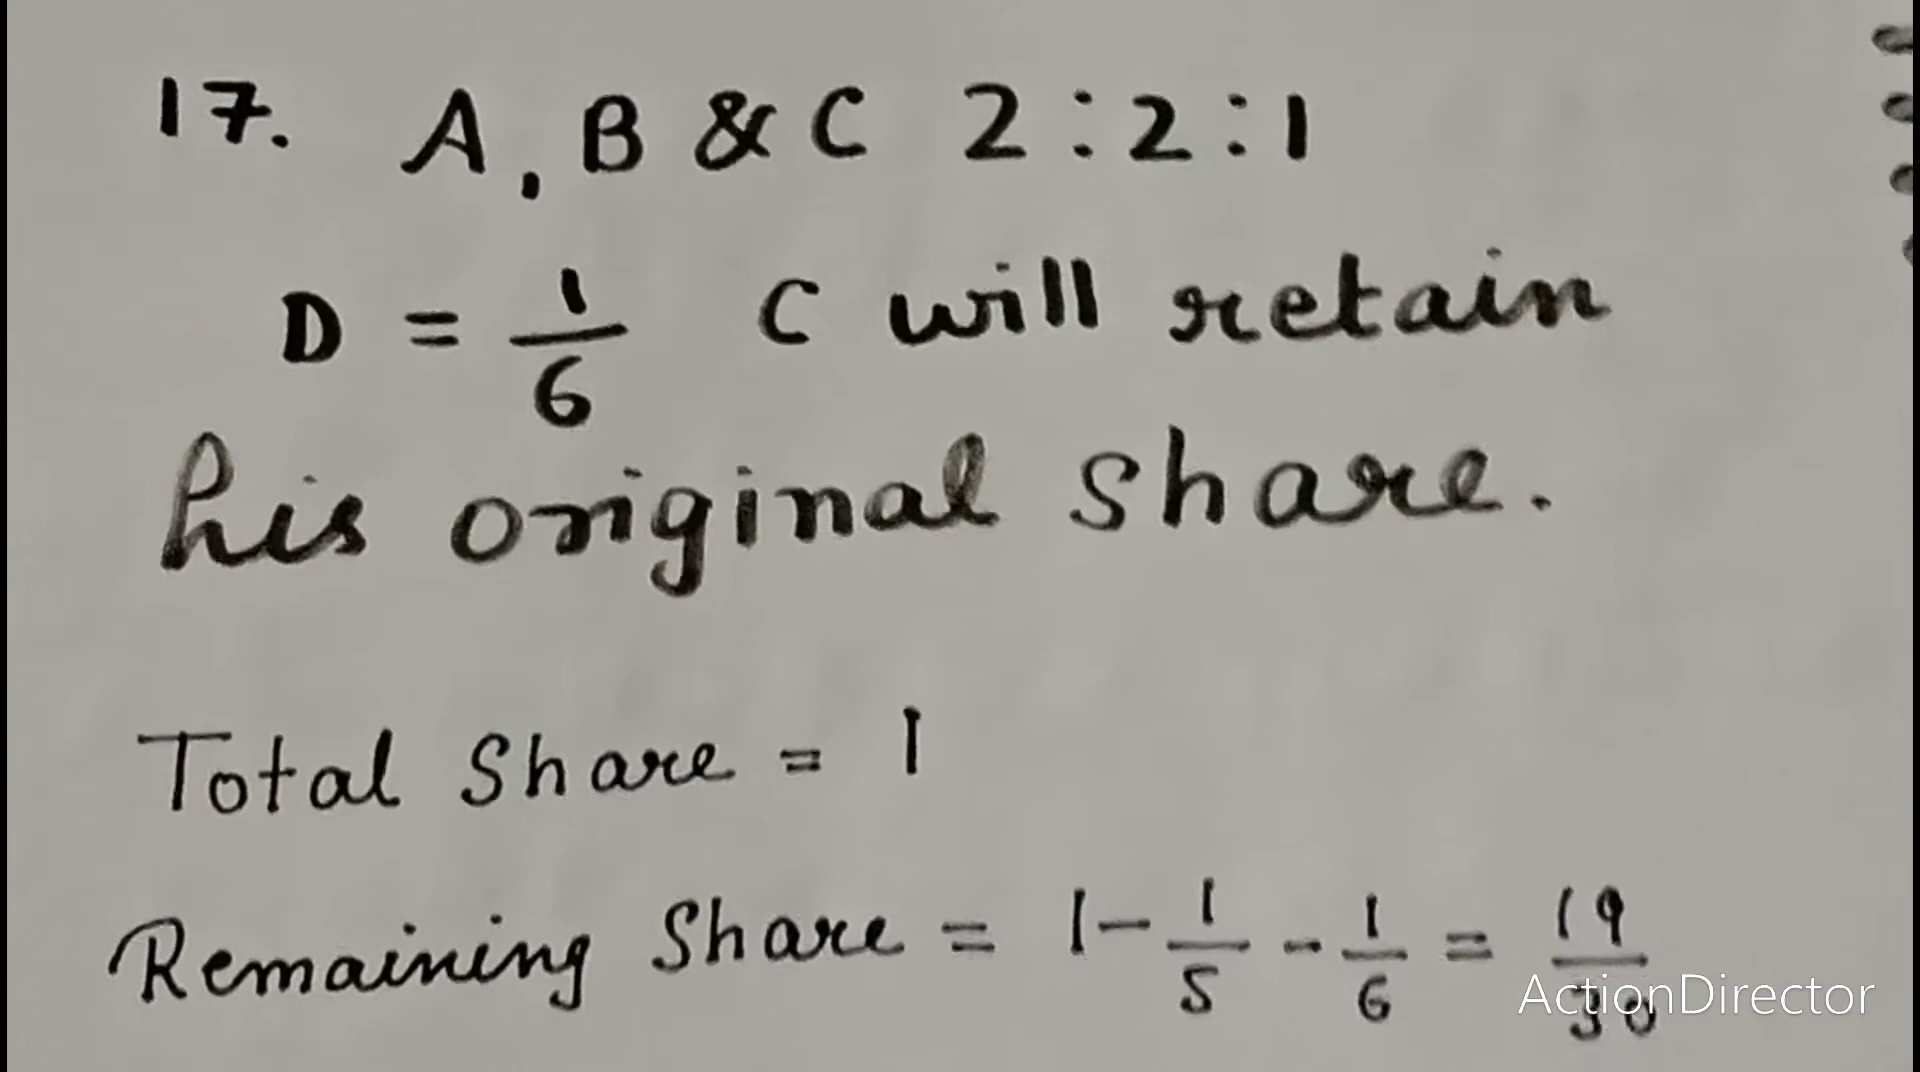 17. A, B & C 2 : 2 : 1
D = 1/6 C will retain
his original share.
Total Share = 1
Remaining Share = 1 - 1/5 - 1/6 = 19/30
ActionDirector